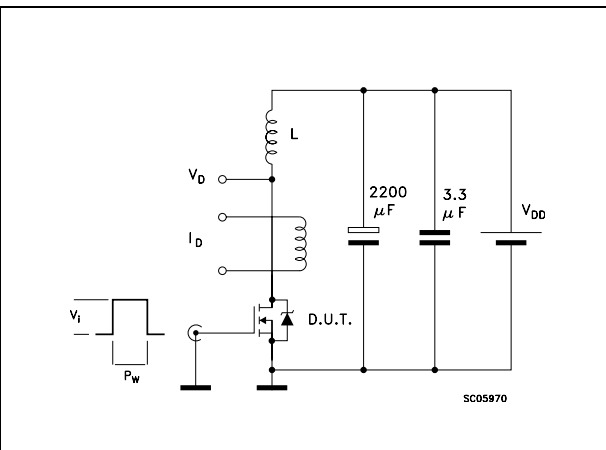 L
V_D
2200
μF
3.3
μF
V_DD
I_D
V_i
D.U.T.
P_W
SC05970